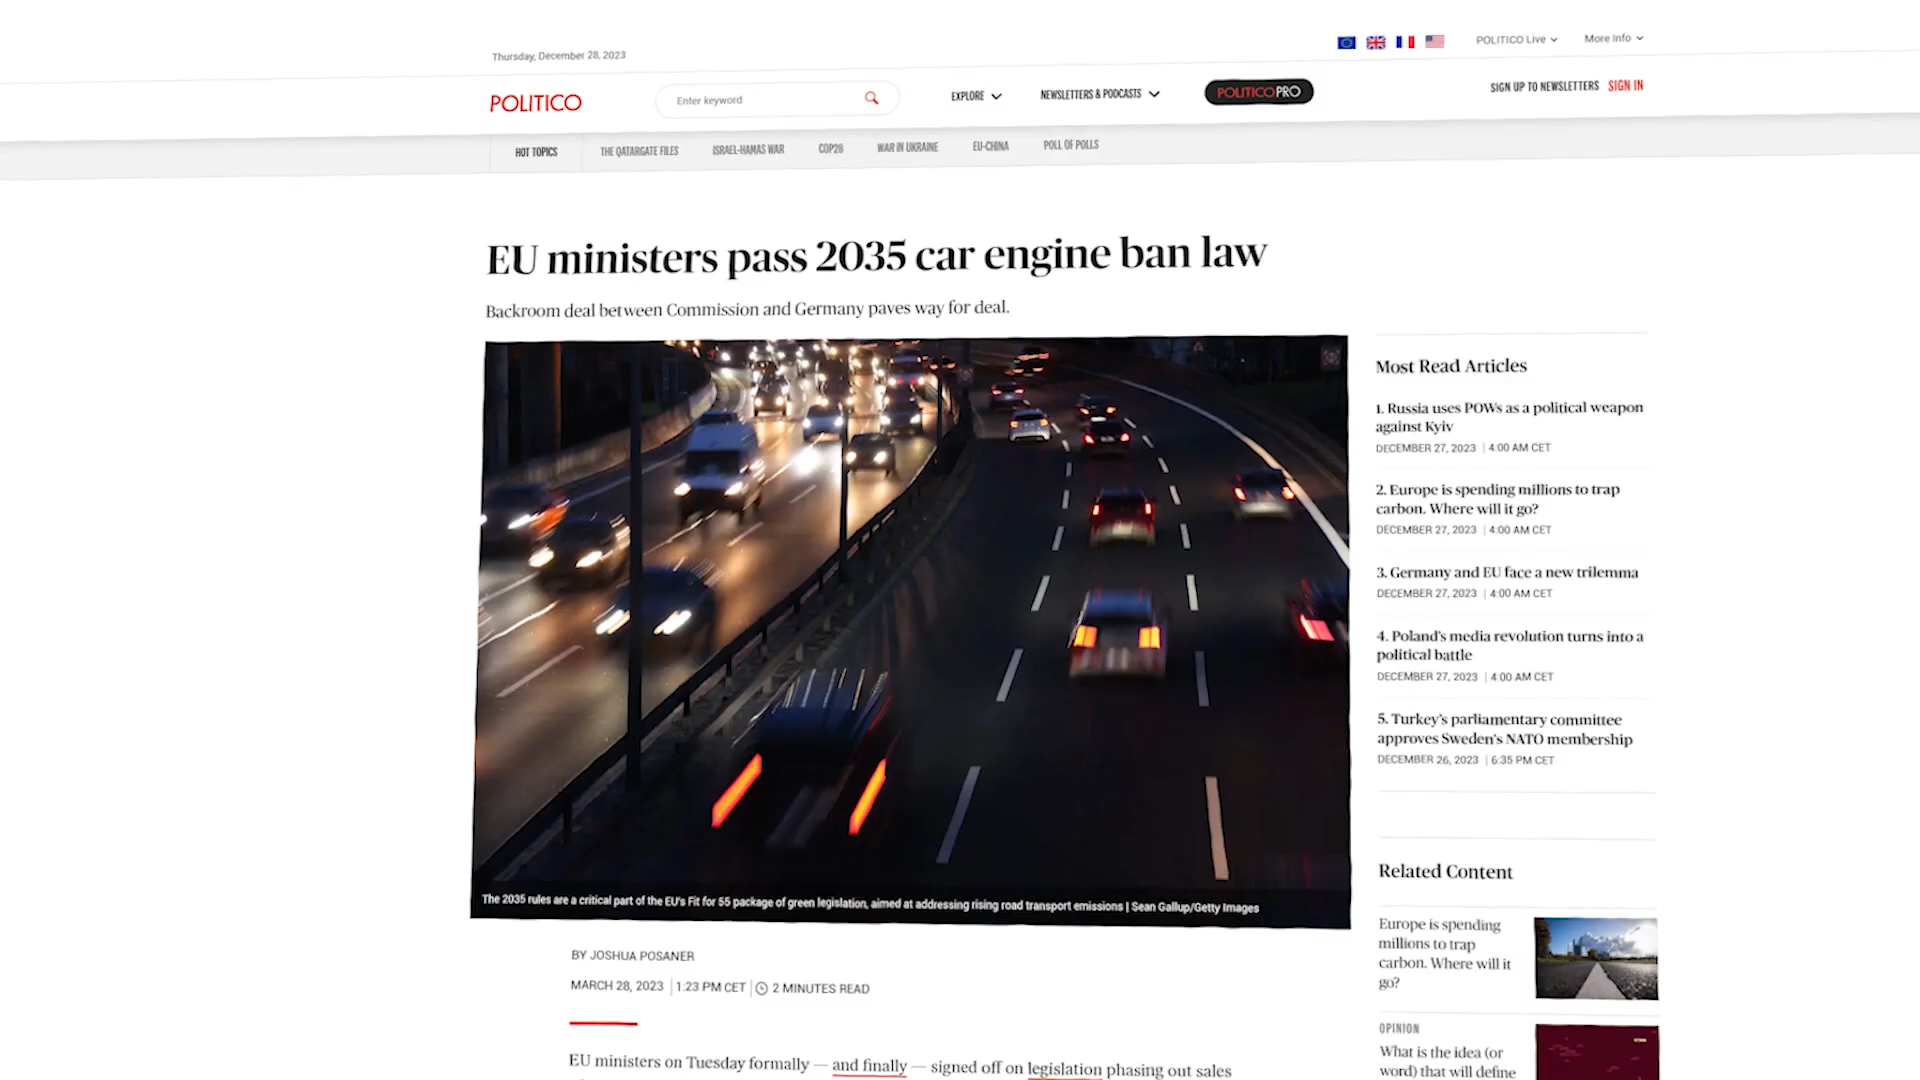 Thursday, December 28, 2023
POLITICO Live
More Info
POLITICO
Enter keyword
EXPLORE
NEWSLETTERS & PODCASTS
POLITICOPRO
SIGN UP TO NEWSLETTERS
SIGN IN
HOT TOPICS
THE QATARGATE FILES
ISRAEL-HAMAS WAR
COP28
WAR IN UKRAINE
EU-CHINA
POLL OF POLLS
EU ministers pass 2035 car engine ban law
Backroom deal between Commission and Germany paves way for deal.
The 2035 rules are a critical part of the EU's Fit for 55 package of green legislation, aimed at addressing rising road transport emissions | Sean Gallup/Getty Images
BY JOSHUA POSANER
MARCH 28, 2023 | 1:23 PM CET | 2 MINUTES READ
EU ministers on Tuesday formally — and finally — signed off on legislation phasing out sales
Most Read Articles
1. Russia uses POWs as a political weapon
against Kyiv
DECEMBER 27, 2023 | 4:00 AM CET
2. Europe is spending millions to trap
carbon. Where will it go?
DECEMBER 27, 2023 | 4:00 AM CET
3. Germany and EU face a new trilemma
DECEMBER 27, 2023 | 4:00 AM CET
4. Poland's media revolution turns into a
political battle
DECEMBER 27, 2023 | 4:00 AM CET
5. Turkey's parliamentary committee
approves Sweden's NATO membership
DECEMBER 26, 2023 | 6:35 PM CET
Related Content
Europe is spending
millions to trap
carbon. Where will it
go?
OPINION
What is the idea (or
word) that will define